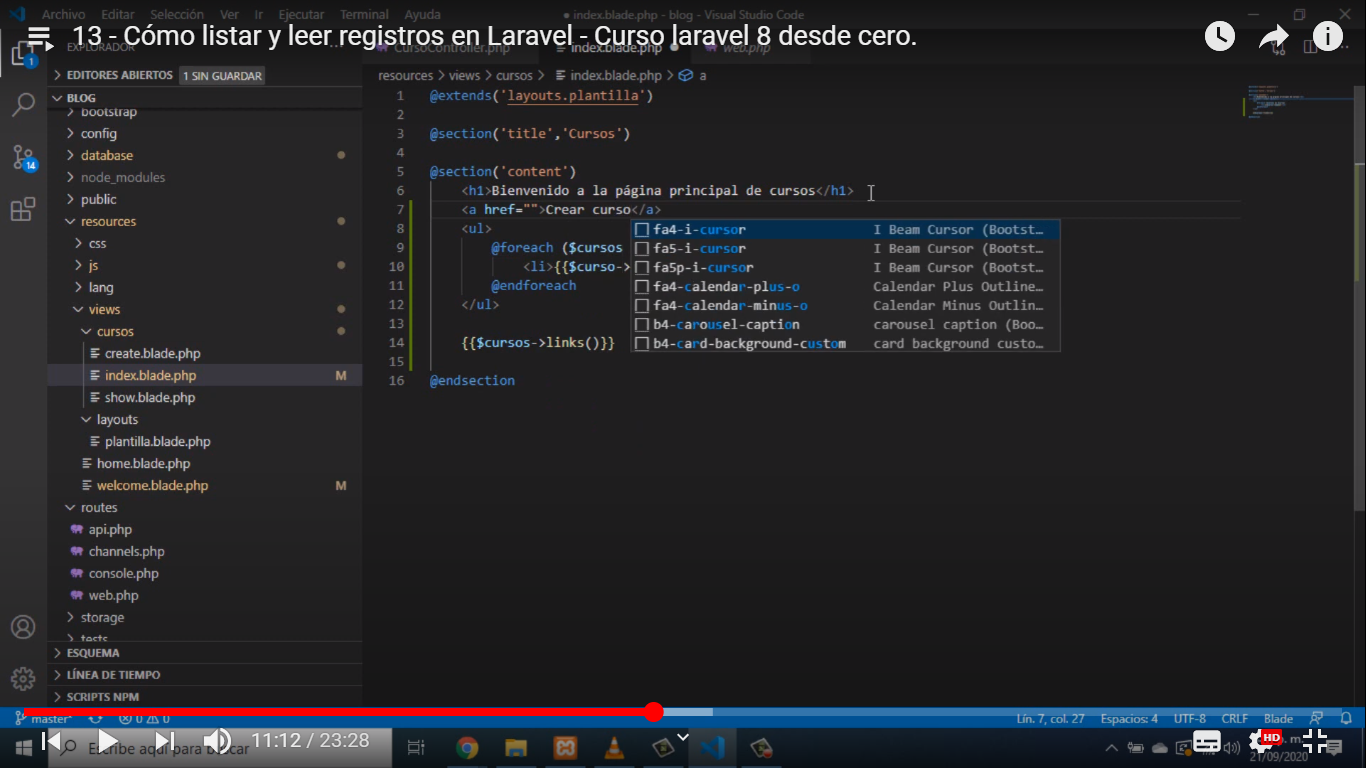 Archivo Editar Selección Ver Ir Ejecutar Terminal Ayuda
● index.blade.php - blog - Visual Studio Code
13 - Cómo listar y leer registros en Laravel - Curso laravel 8 desde cero.
EXPLORADOR
CursoController.php
index.blade.php
web.php
1
EDITORES ABIERTOS 1 SIN GUARDAR
resources > views > cursos > index.blade.php > a
BLOG
bootstrap
config
database
14
node_modules
public
resources
css
js
lang
views
cursos
create.blade.php
index.blade.php M
show.blade.php
layouts
plantilla.blade.php
home.blade.php
welcome.blade.php M
routes
api.php
channels.php
console.php
web.php
storage
tests
ESQUEMA
LÍNEA DE TIEMPO
SCRIPTS NPM
1 @extends('layouts.plantilla')
2
3 @section('title','Cursos')
4
5 @section('content')
6 <h1>Bienvenido a la página principal de cursos</h1>
7 <a href="">Crear curso</a>
8 <ul>
9 @foreach ($cursos
10 <li>{{$curso->
11 @endforeach
12 </ul>
13
14 {{$cursos->links()}}
15
16 @endsection
fa4-i-cursor I Beam Cursor (Bootst…
fa5-i-cursor I Beam Cursor (Bootst…
fa5p-i-cursor I Beam Cursor (Bootst…
fa4-calendar-plus-o Calendar Plus Outline…
fa4-calendar-minus-o Calendar Minus Outlin…
b4-carousel-caption carousel caption (Boo…
b4-card-background-custom card background custo…
master* 0 0
Lín. 7, col. 27 Espacios: 4 UTF-8 CRLF Blade
11:12 / 23:28
Escribe aquí para buscar
HD
21/09/2020